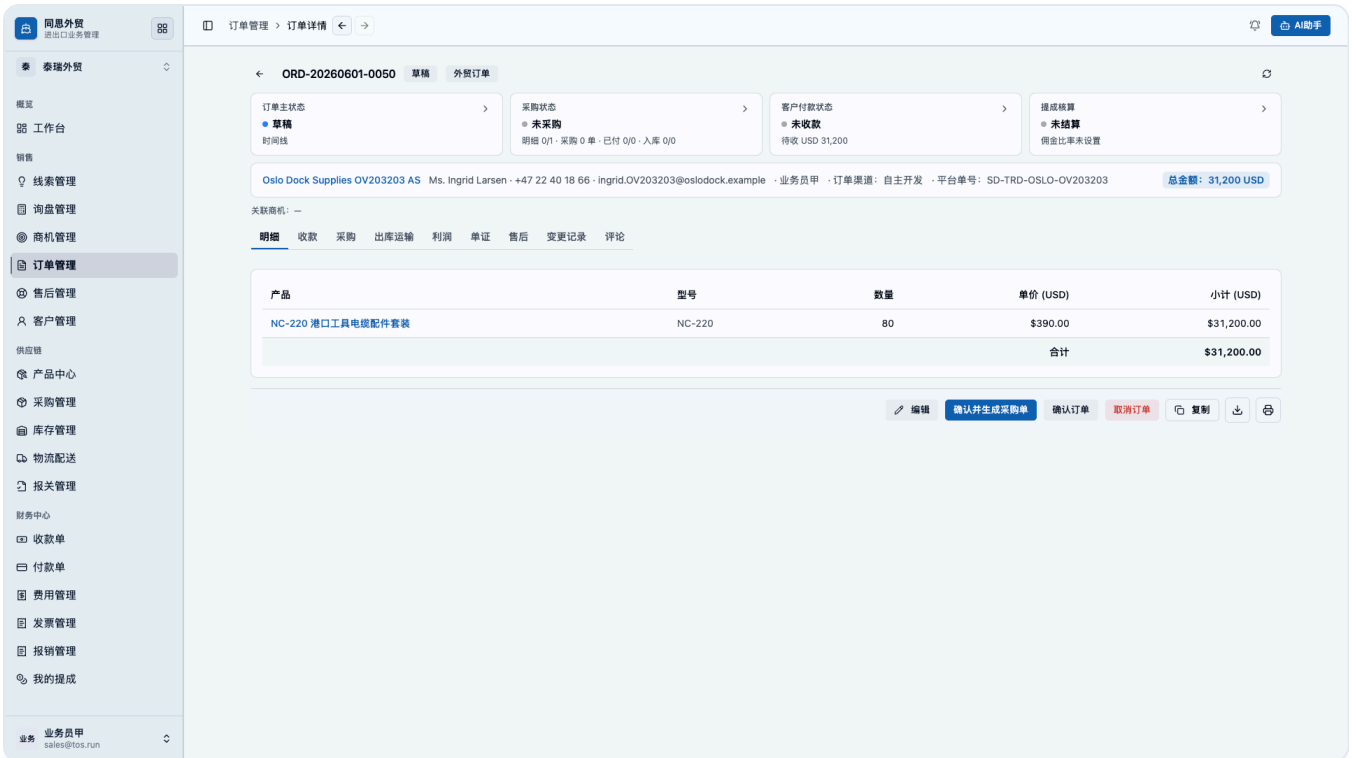 同思外贸
进出口业务管理
泰 泰瑞外贸
概览
工作台
销售
线索管理
询盘管理
商机管理
订单管理
售后管理
客户管理
供应链
产品中心
采购管理
库存管理
物流配送
报关管理
财务中心
收款单
付款单
费用管理
发票管理
报销管理
我的提成
业务 业务员甲
sales@tos.run
订单管理 > 订单详情 ← →
AI助手
← ORD-20260601-0050 草稿 外贸订单
订单主状态
草稿
时间线
采购状态
未采购
明细 0/1 · 采购 0 单 · 已付 0/0 · 入库 0/0
客户付款状态
未收款
待收 USD 31,200
提成核算
未结算
佣金比率未设置
Oslo Dock Supplies OV203203 AS Ms. Ingrid Larsen · +47 22 40 18 66 · ingrid.OV203203@oslodock.example · 业务员甲 · 订单渠道：自主开发 · 平台单号：SD-TRD-OSLO-OV203203 总金额：31,200 USD
关联商机：—
明细 收款 采购 出库运输 利润 单证 售后 变更记录 评论
产品 型号 数量 单价 (USD) 小计 (USD)
NC-220 港口工具电缆配件套装 NC-220 80 $390.00 $31,200.00
合计 $31,200.00
编辑 确认并生成采购单 确认订单 取消订单 复制